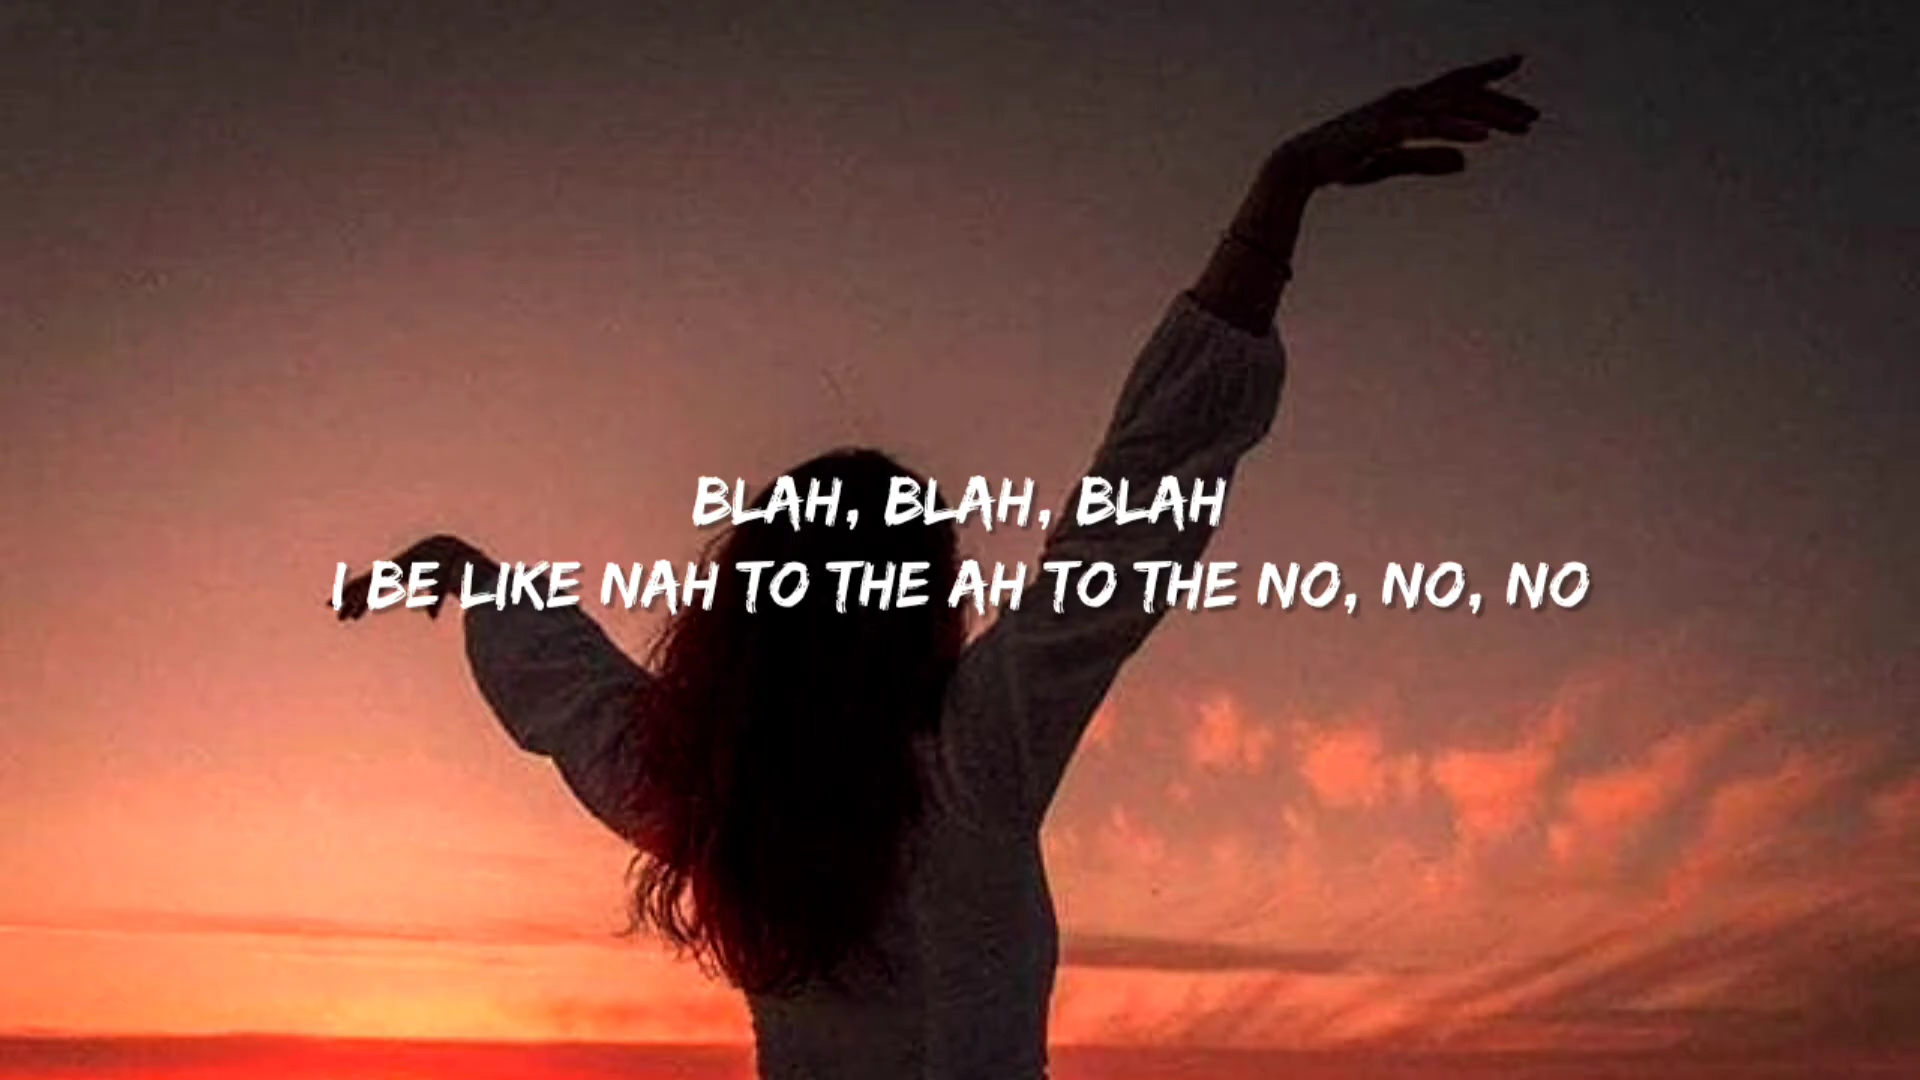 BLAH, BLAH, BLAH
I BE LIKE NAH TO THE AH TO THE NO, NO, NO